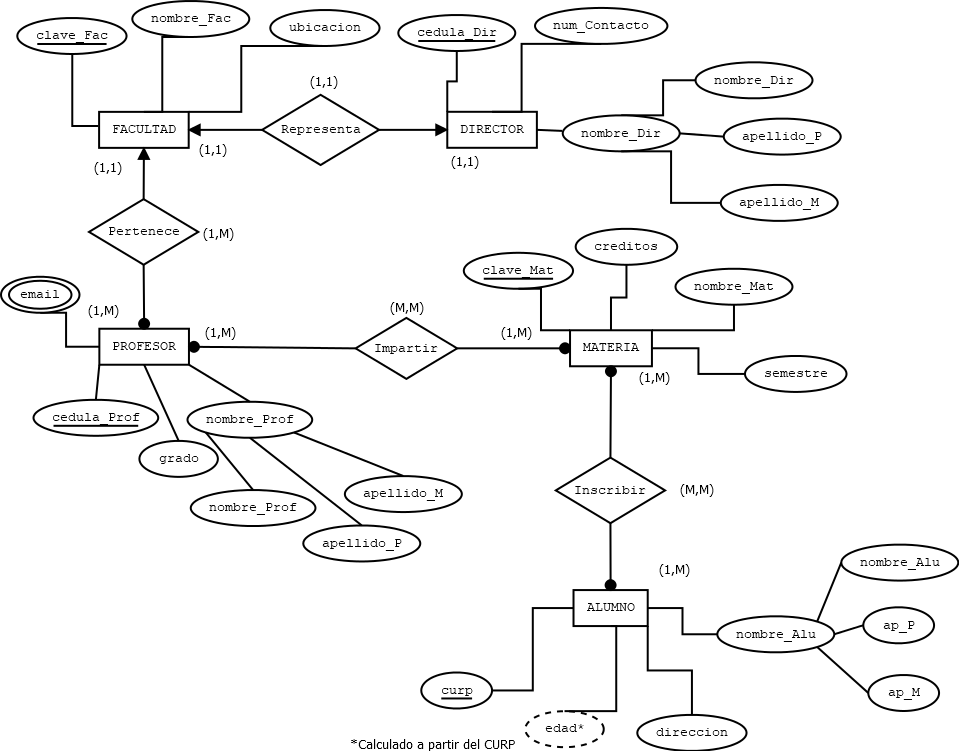 nombre_Fac
clave_Fac
ubicacion
cedula_Dir
num_Contacto
nombre_Dir
(1,1)
FACULTAD
Representa
DIRECTOR
nombre_Dir
apellido_P
(1,1)
(1,1)
(1,1)
apellido_M
Pertenece
(1,M)
creditos
clave_Mat
nombre_Mat
email
(1,M)
(M,M)
(1,M)
(1,M)
PROFESOR
Impartir
MATERIA
(1,M)
semestre
cedula_Prof
nombre_Prof
grado
apellido_M
nombre_Prof
apellido_P
Inscribir
(M,M)
nombre_Alu
(1,M)
ALUMNO
nombre_Alu
ap_P
curp
ap_M
edad*
direccion
*Calculado a partir del CURP